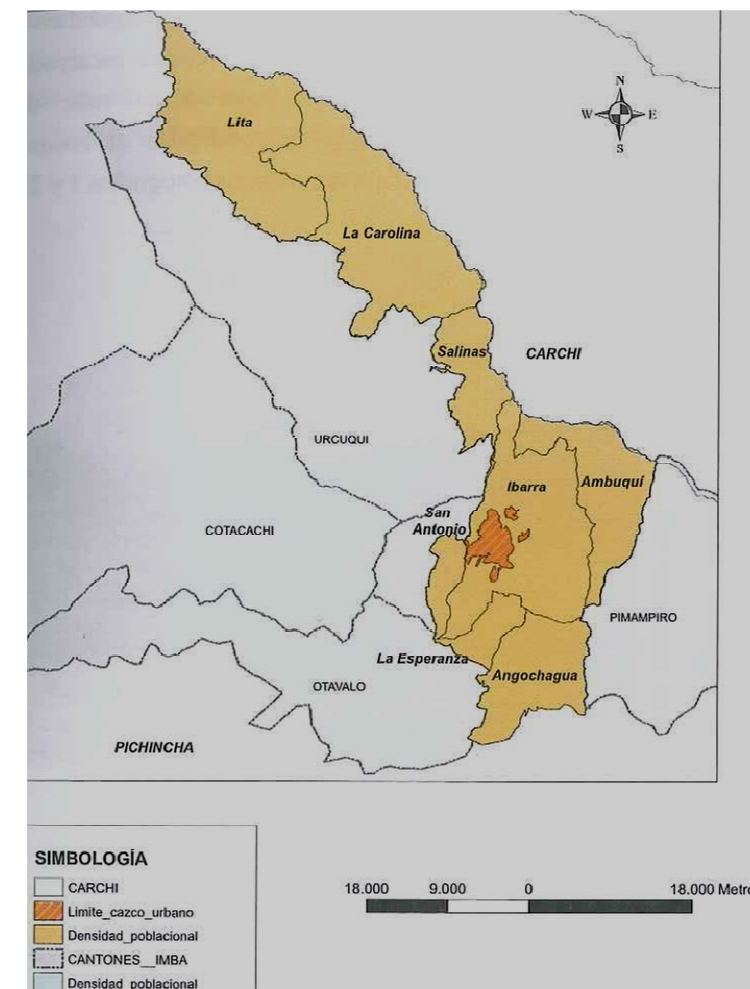 N
W E
S
Lita
La Carolina
Salinas
CARCHI
URCUQUI
Ibarra
Ambuquí
San
Antonio
COTACACHI
PIMAMPIRO
La Esperanza
Angochagua
OTAVALO
PICHINCHA
SIMBOLOGÍA
CARCHI
Limite_cazco_urbano
Densidad_poblacional
CANTONES__IMBA
Densidad_poblacional
18.000 9.000 0 18.000 Metro